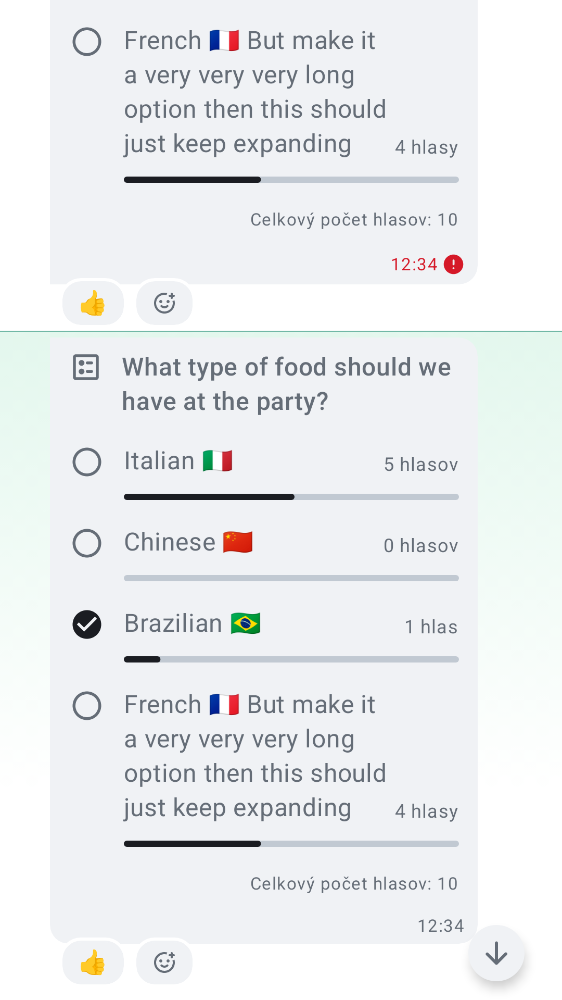 French 🇫🇷 But make it
a very very very long
option then this should
just keep expanding 4 hlasy
Celkový počet hlasov: 10
12:34
👍
What type of food should we
have at the party?
Italian 🇮🇹 5 hlasov
Chinese 🇨🇳 0 hlasov
Brazilian 🇧🇷 1 hlas
French 🇫🇷 But make it
a very very very long
option then this should
just keep expanding 4 hlasy
Celkový počet hlasov: 10
12:34
👍